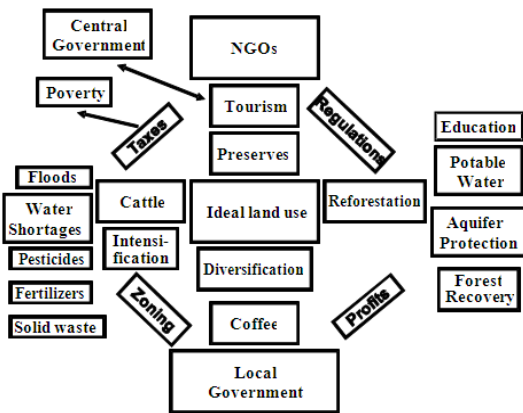 Central
Government
NGOs
Poverty
Tourism
Taxes
Regulations
Education
Preserves
Potable
Water
Floods
Cattle
Ideal land use
Reforestation
Water
Shortages
Aquifer
Protection
Intensi-
fication
Pesticides
Diversification
Forest
Recovery
Fertilizers
Zoning
Profits
Solid waste
Coffee
Local
Government